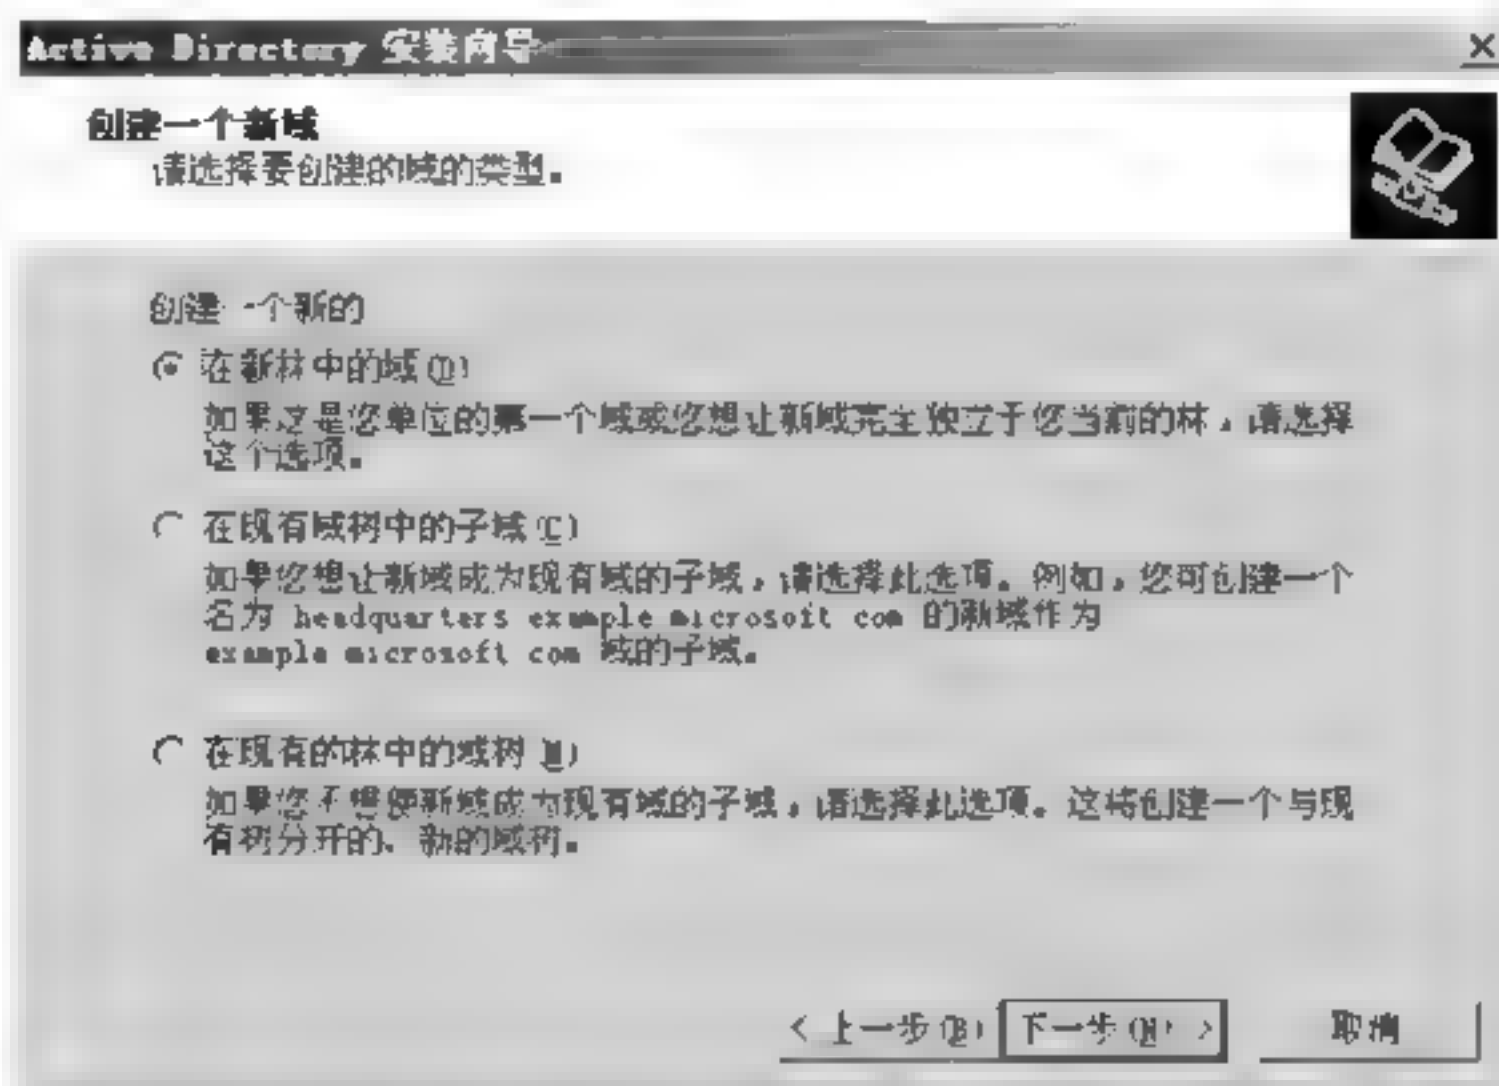 Active Directory 安装向导
创建一个新域
请选择要创建的域的类型。
创建一个新的
在新林中的域(D)
如果这是您单位的第一个域或您想让新域完全独立于您当前的林，请选择
这个选项。
在现有域树中的子域(C)
如果您想让新域成为现有域的子域，请选择此选项。例如，您可创建一个
名为 headquarters example microsoft com 的新域作为
example microsoft com 域的子域。
在现有的林中的域树
如果您不想使新域成为现有域的子域，请选择此选项。这将创建一个与现
有树分开的、新的域树。
< 上一步(B)
下一步(N) >
取消